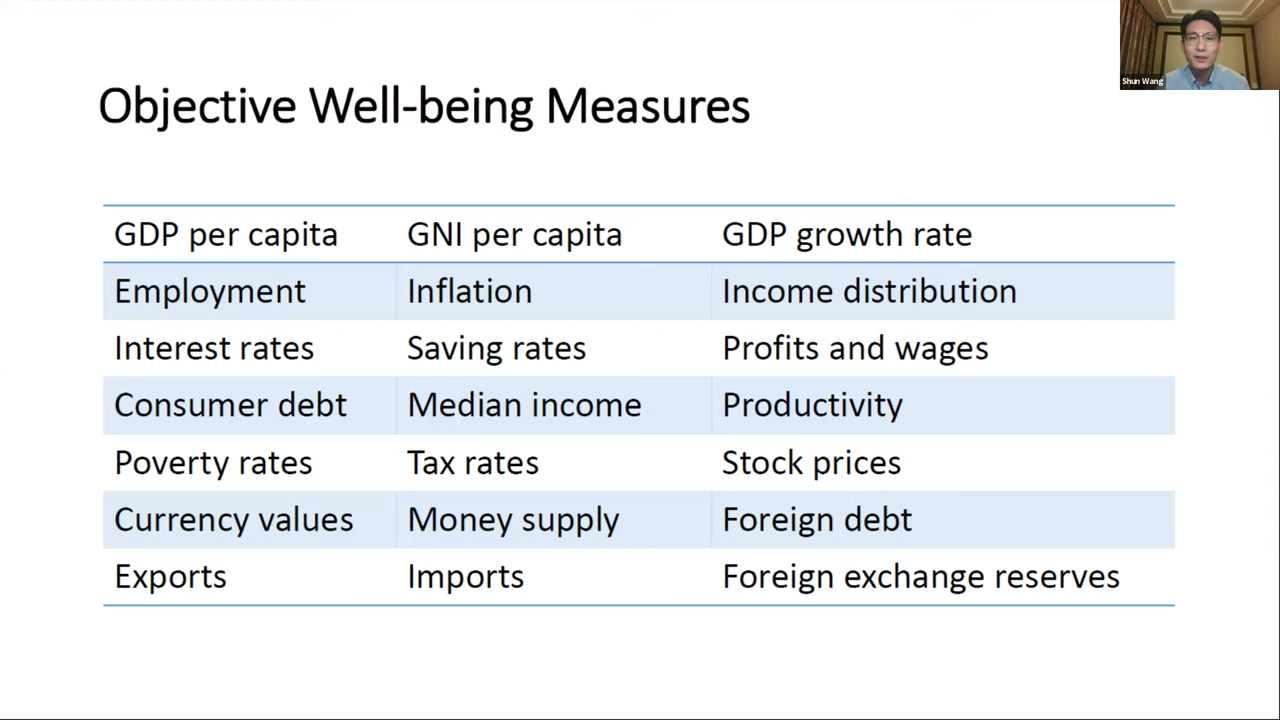 Shun Wang
Objective Well-being Measures
GDP per capita GNI per capita GDP growth rate
Employment Inflation Income distribution
Interest rates Saving rates Profits and wages
Consumer debt Median income Productivity
Poverty rates Tax rates Stock prices
Currency values Money supply Foreign debt
Exports Imports Foreign exchange reserves